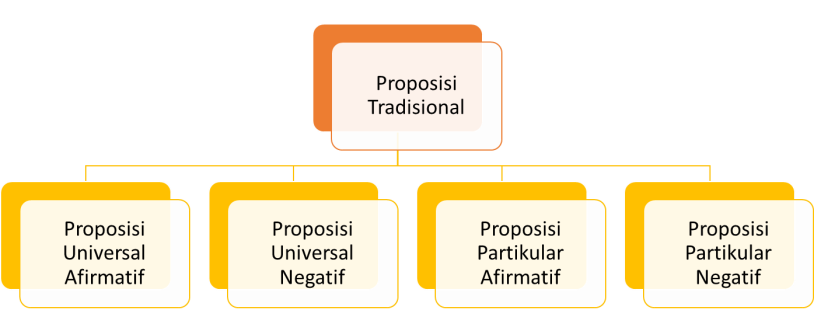 Proposisi
Tradisional
Proposisi
Universal
Afirmatif
Proposisi
Universal
Negatif
Proposisi
Partikular
Afirmatif
Proposisi
Partikular
Negatif